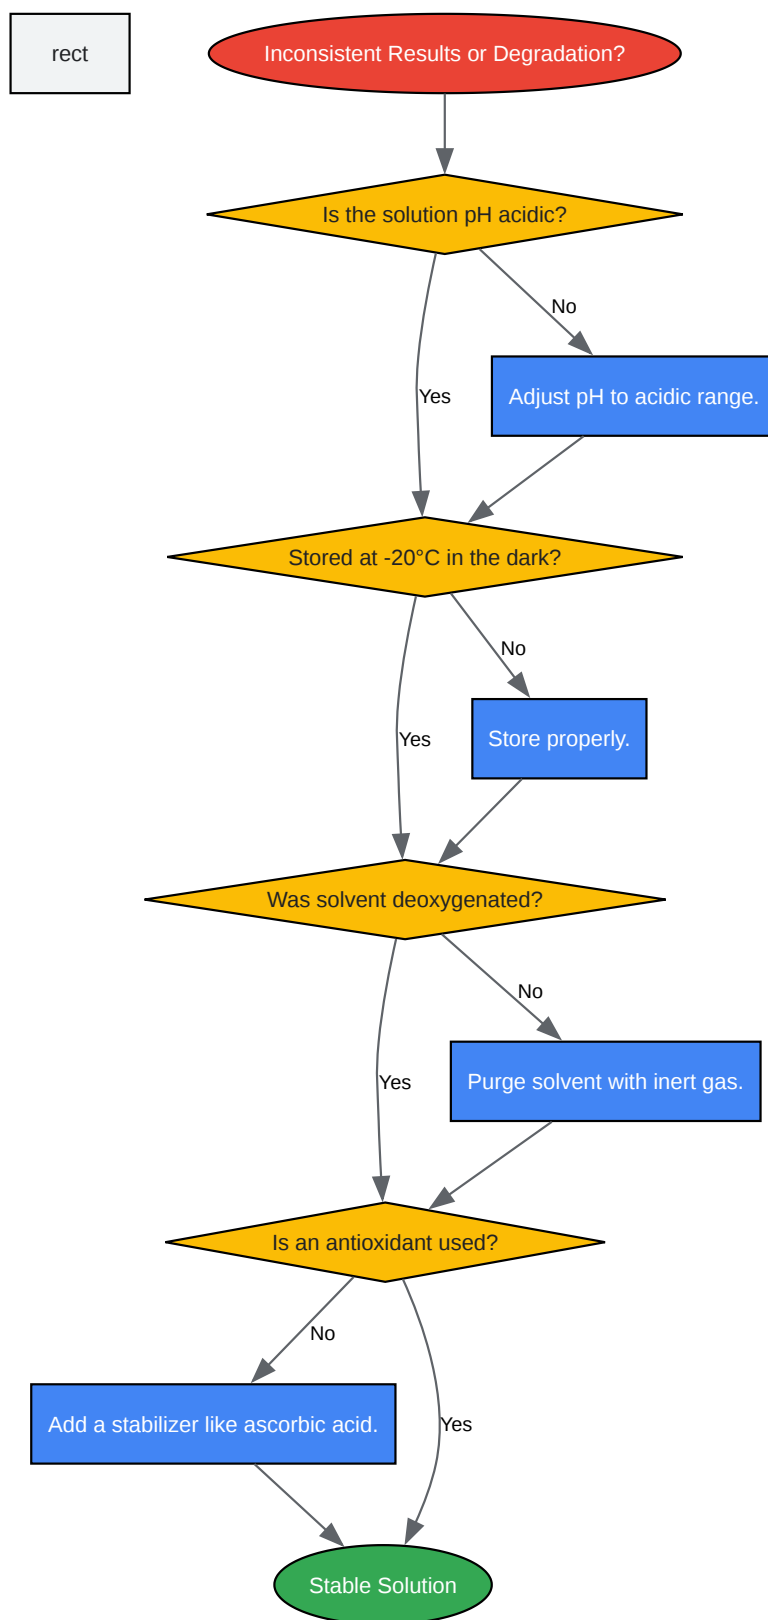 rect
Inconsistent Results or Degradation?
Is the solution pH acidic?
No
Yes
Adjust pH to acidic range.
Stored at -20°C in the dark?
No
Yes
Store properly.
Was solvent deoxygenated?
No
Yes
Purge solvent with inert gas.
Is an antioxidant used?
No
Add a stabilizer like ascorbic acid.
Yes
Stable Solution